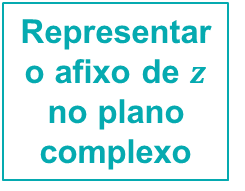 Representar
o afixo de z
no plano
complexo